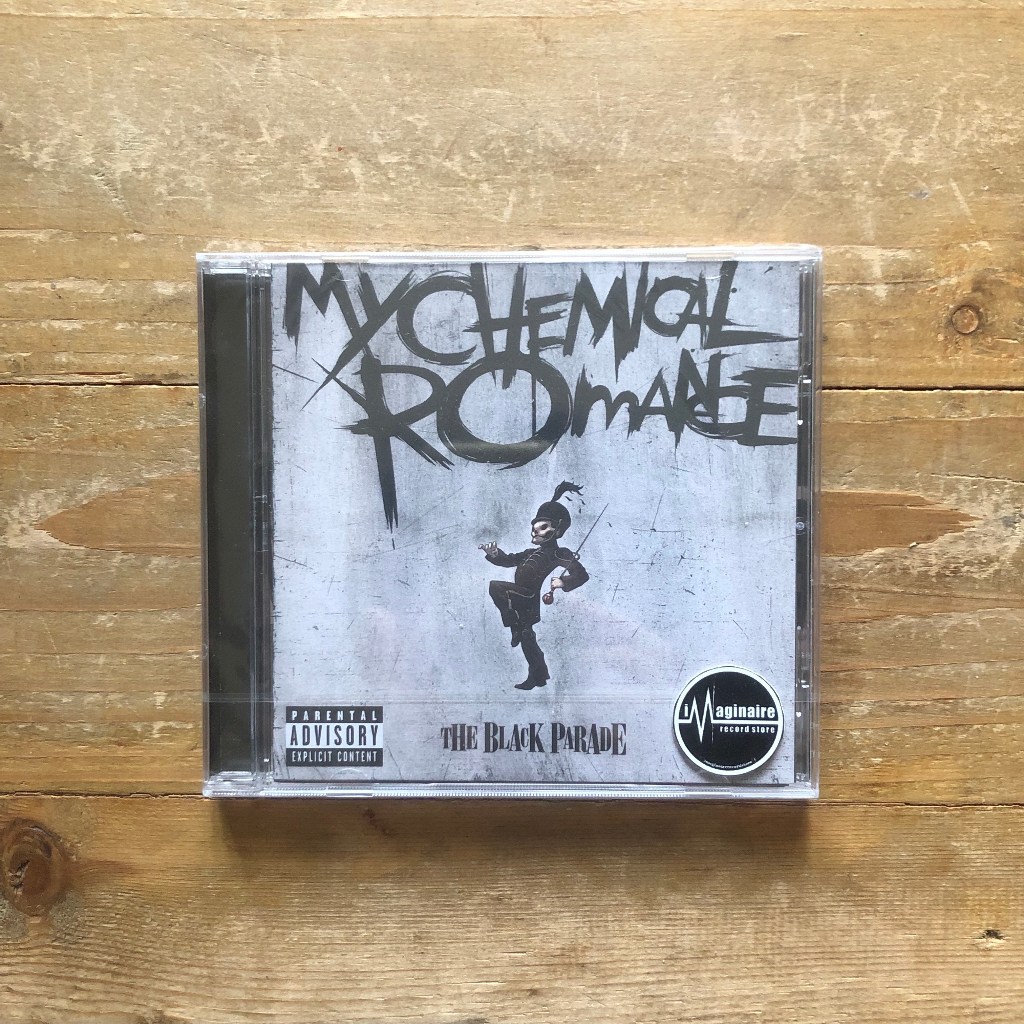 MY CHEMICAL
ROMANCE
THE BLACK PARADE
PARENTAL
ADVISORY
EXPLICIT CONTENT
iMaginaire
record store